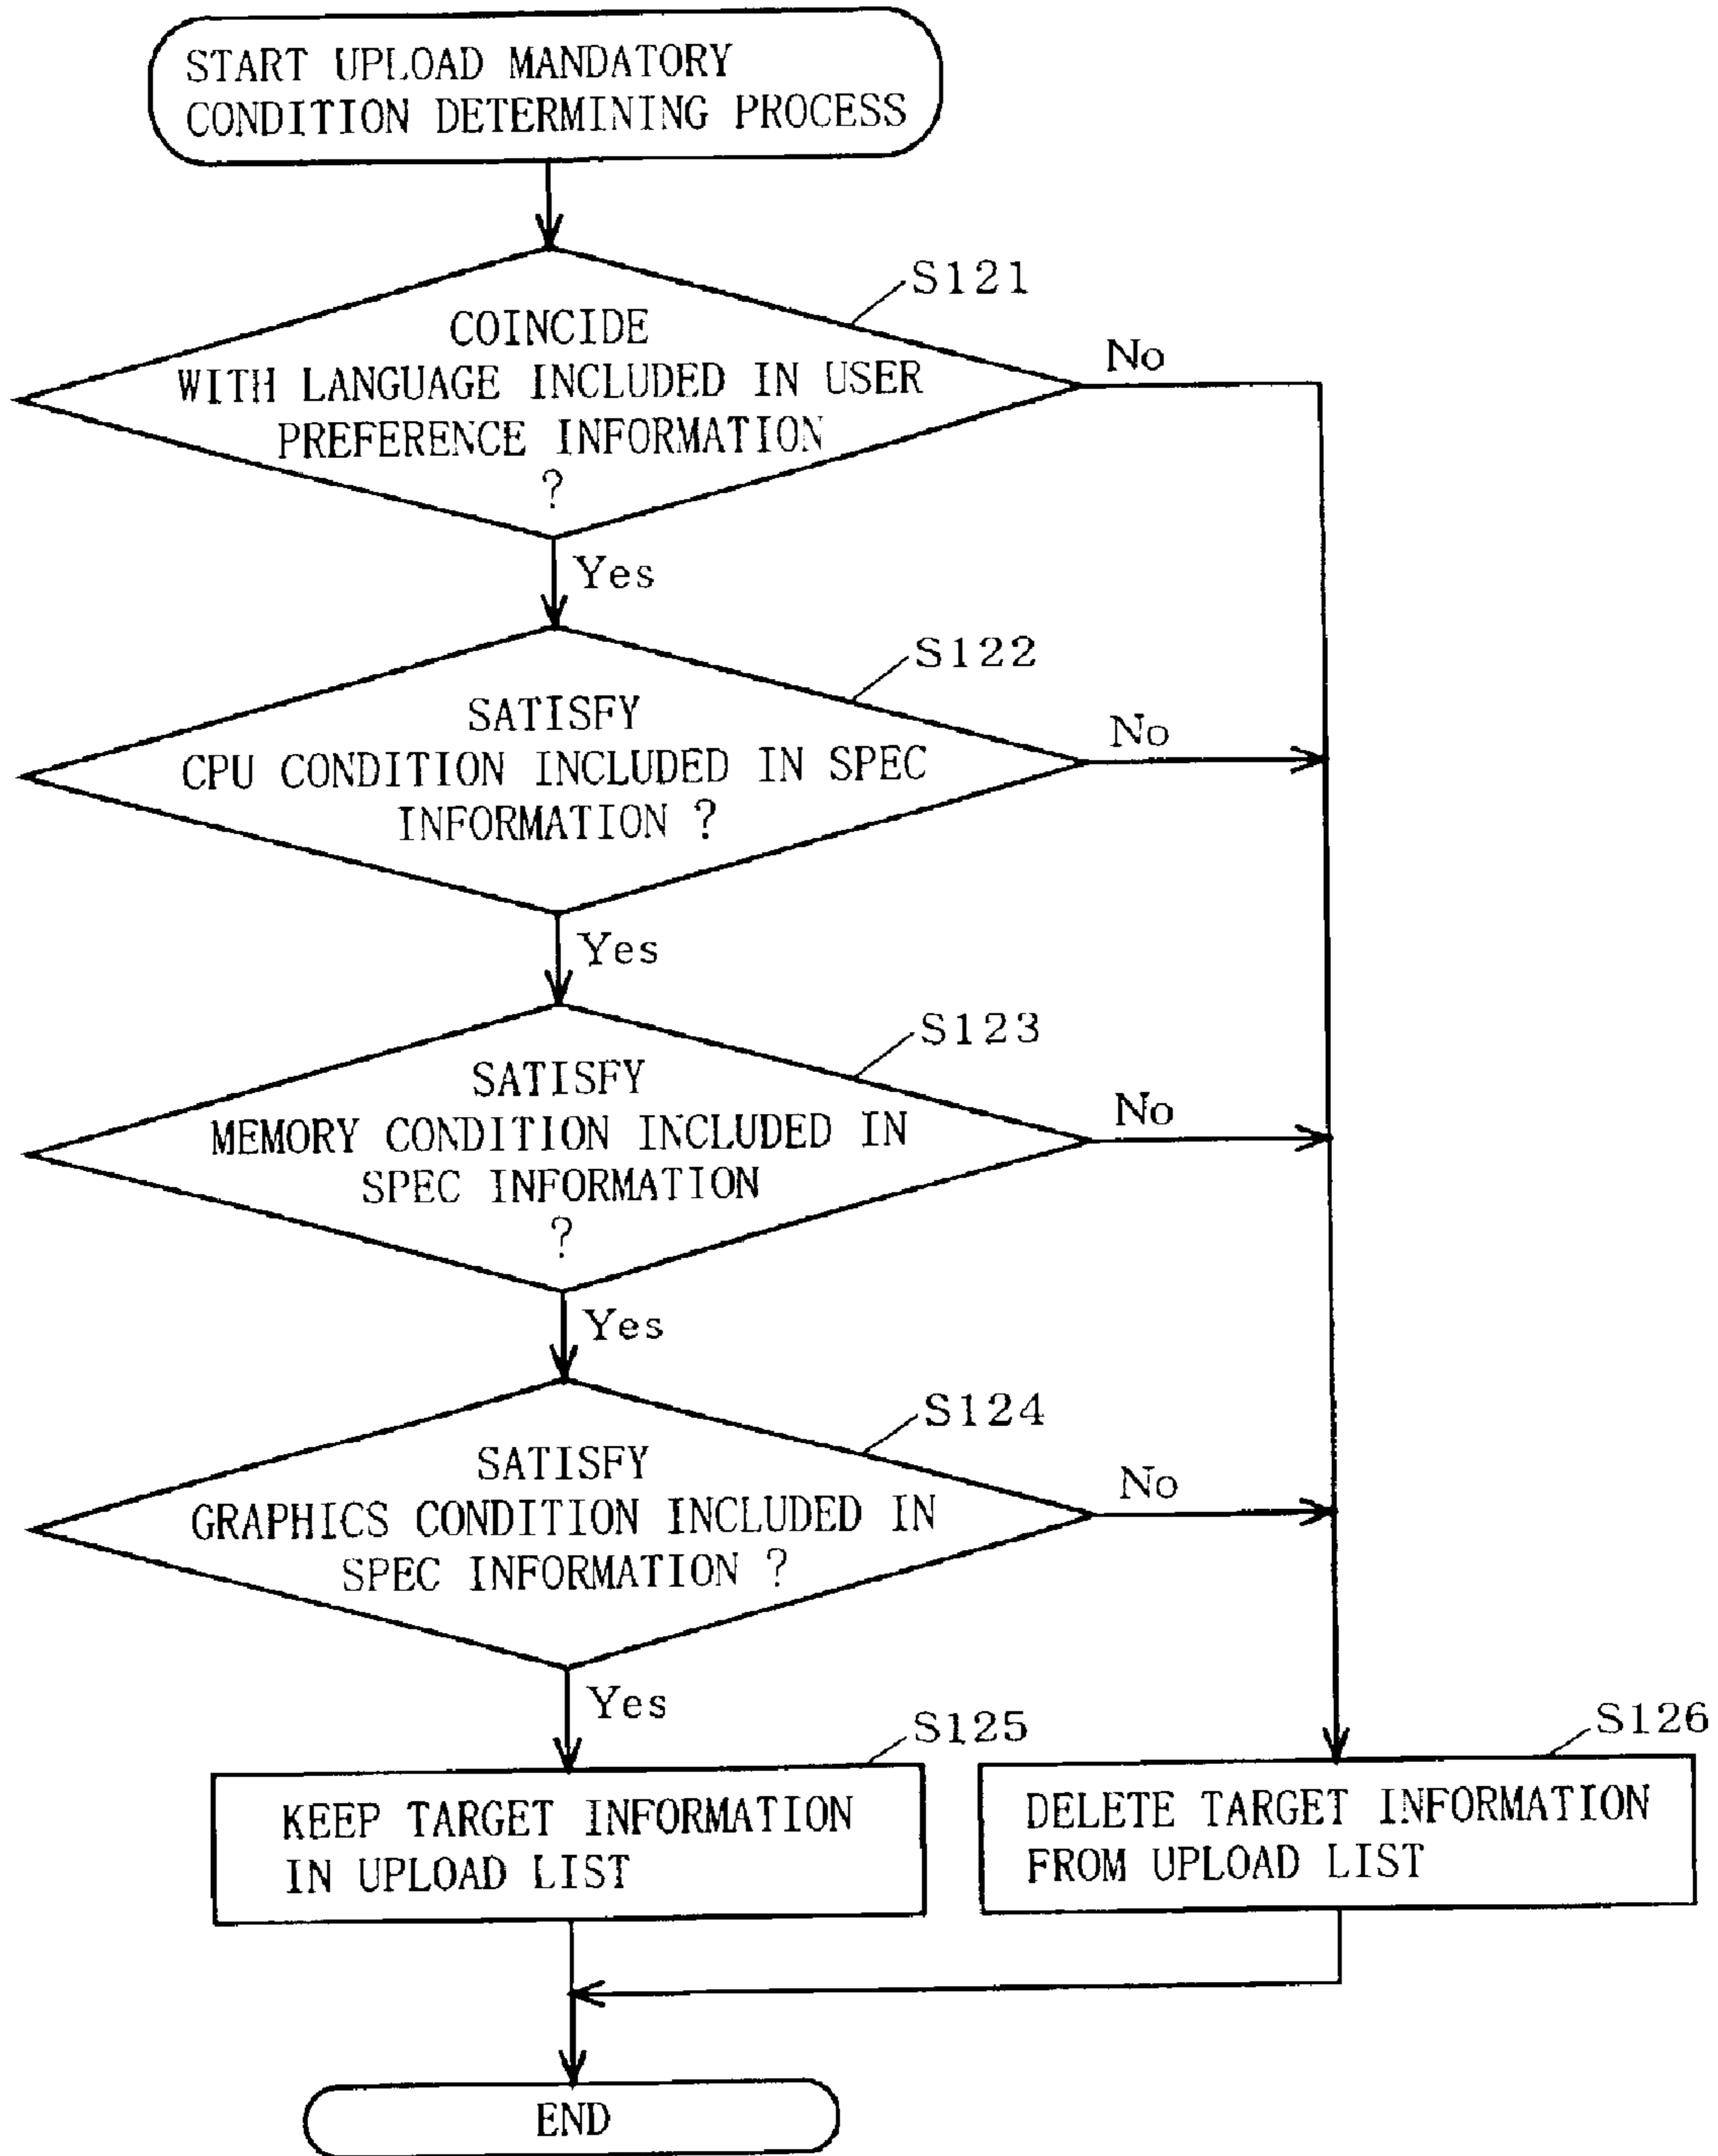 START UPLOAD MANDATORY
CONDITION DETERMINING PROCESS
S121
COINCIDE
WITH LANGUAGE INCLUDED IN USER
PREFERENCE INFORMATION
?
No
Yes
S122
SATISFY
CPU CONDITION INCLUDED IN SPEC
INFORMATION ?
No
Yes
S123
SATISFY
MEMORY CONDITION INCLUDED IN
SPEC INFORMATION
?
No
Yes
S124
SATISFY
GRAPHICS CONDITION INCLUDED IN
SPEC INFORMATION ?
No
Yes
S125
KEEP TARGET INFORMATION
IN UPLOAD LIST
S126
DELETE TARGET INFORMATION
FROM UPLOAD LIST
END